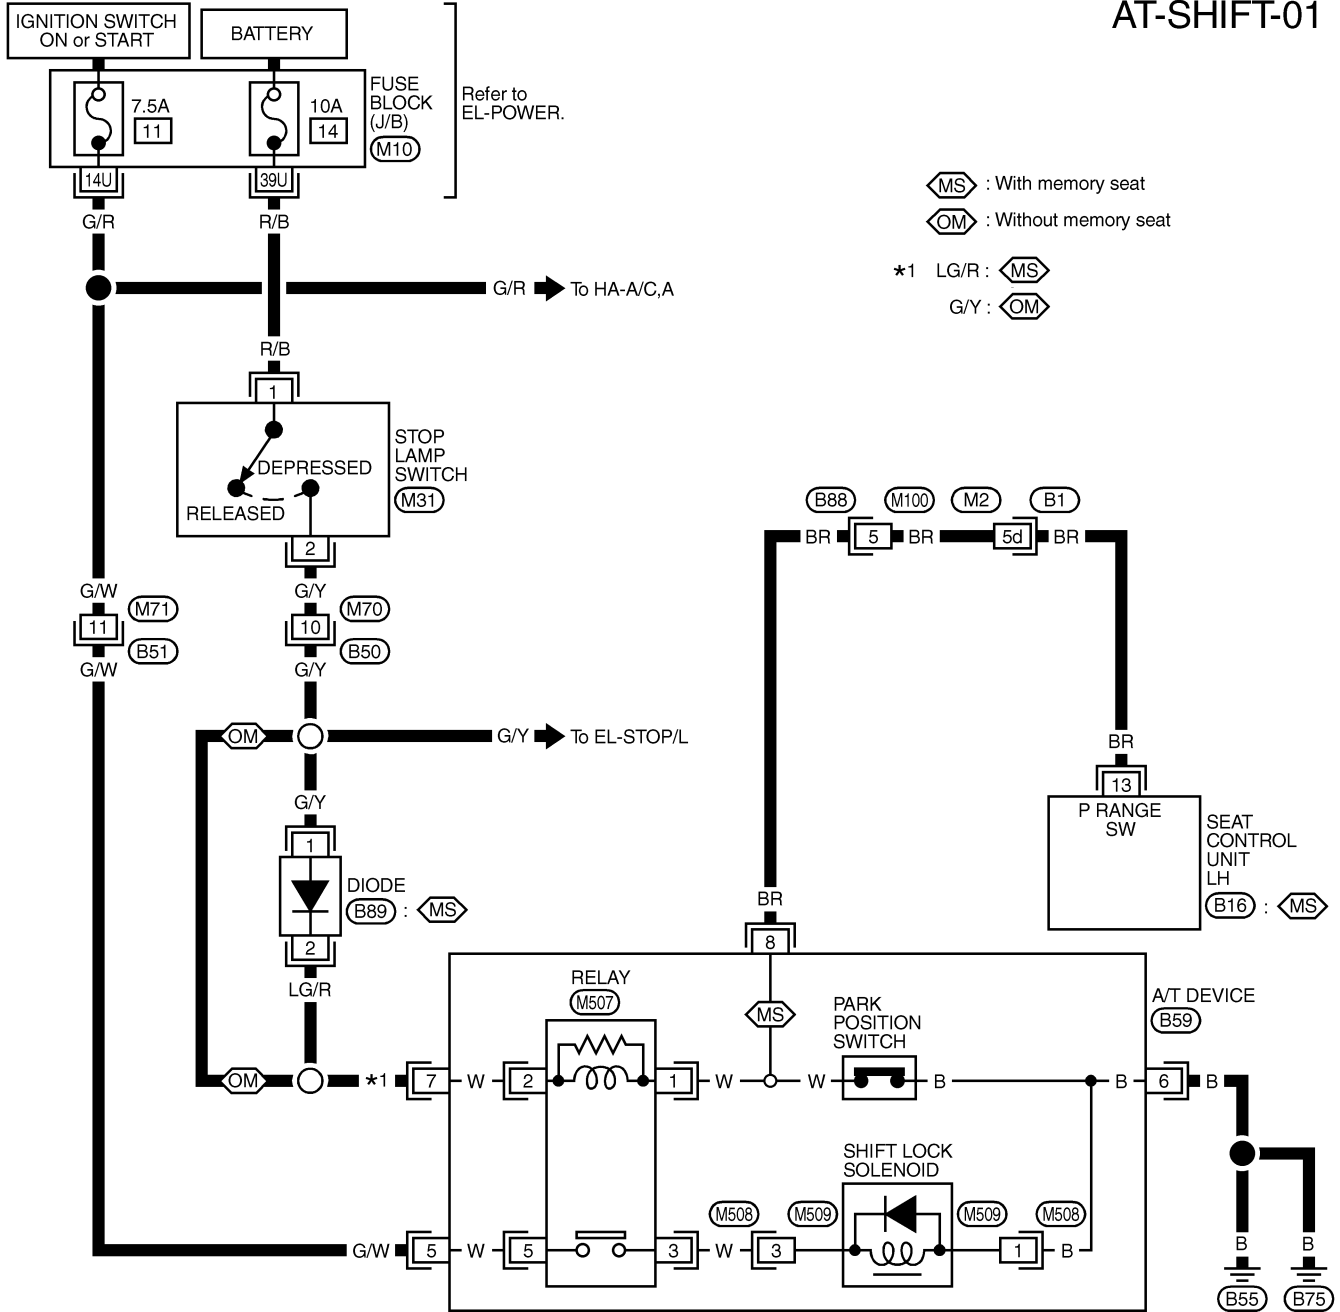 AT-SHIFT-01
IGNITION SWITCH
ON or START
BATTERY
7.5A
11
10A
14
FUSE
BLOCK
(J/B)
M10
Refer to
EL-POWER.
14U
39U
G/R
R/B
MS : With memory seat
OM : Without memory seat
*1 LG/R : MS
G/Y : OM
G/R To HA-A/C,A
R/B
1
DEPRESSED
RELEASED
STOP
LAMP
SWITCH
M31
2
B88
M100
M2
B1
BR
5
BR
5d
BR
G/W
G/Y
M71
M70
11
10
B51
B50
G/W
G/Y
OM
G/Y To EL-STOP/L
BR
13
P RANGE
SW
SEAT
CONTROL
UNIT
LH
B16 : MS
G/Y
1
DIODE
B89 : MS
2
LG/R
BR
8
RELAY
M507
MS
PARK
POSITION
SWITCH
A/T DEVICE
B59
OM
*1
7
W
2
1
W
W
B
B
6
B
SHIFT LOCK
SOLENOID
M508
M509
M509
M508
G/W
5
W
5
3
W
3
1
B
B
B
B55
B75